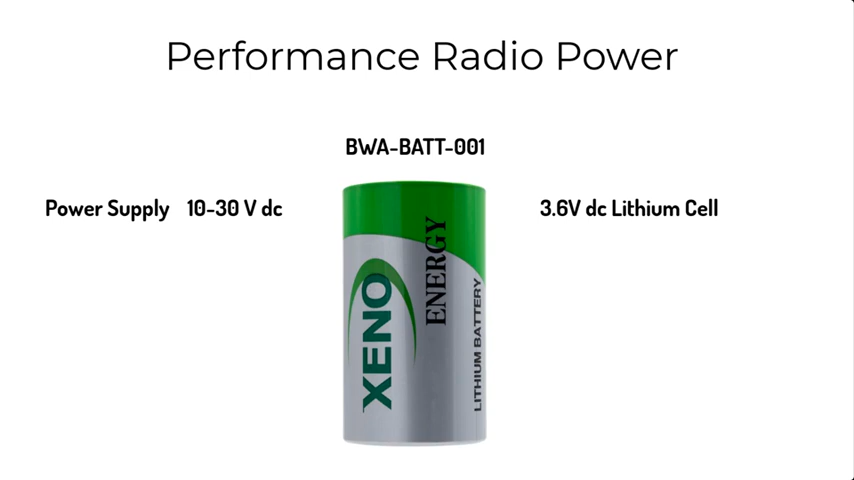 Performance Radio Power
BWA-BATT-001
Power Supply 10-30 V dc
3.6V dc Lithium Cell
XENO
ENERGY
LITHIUM BATTERY